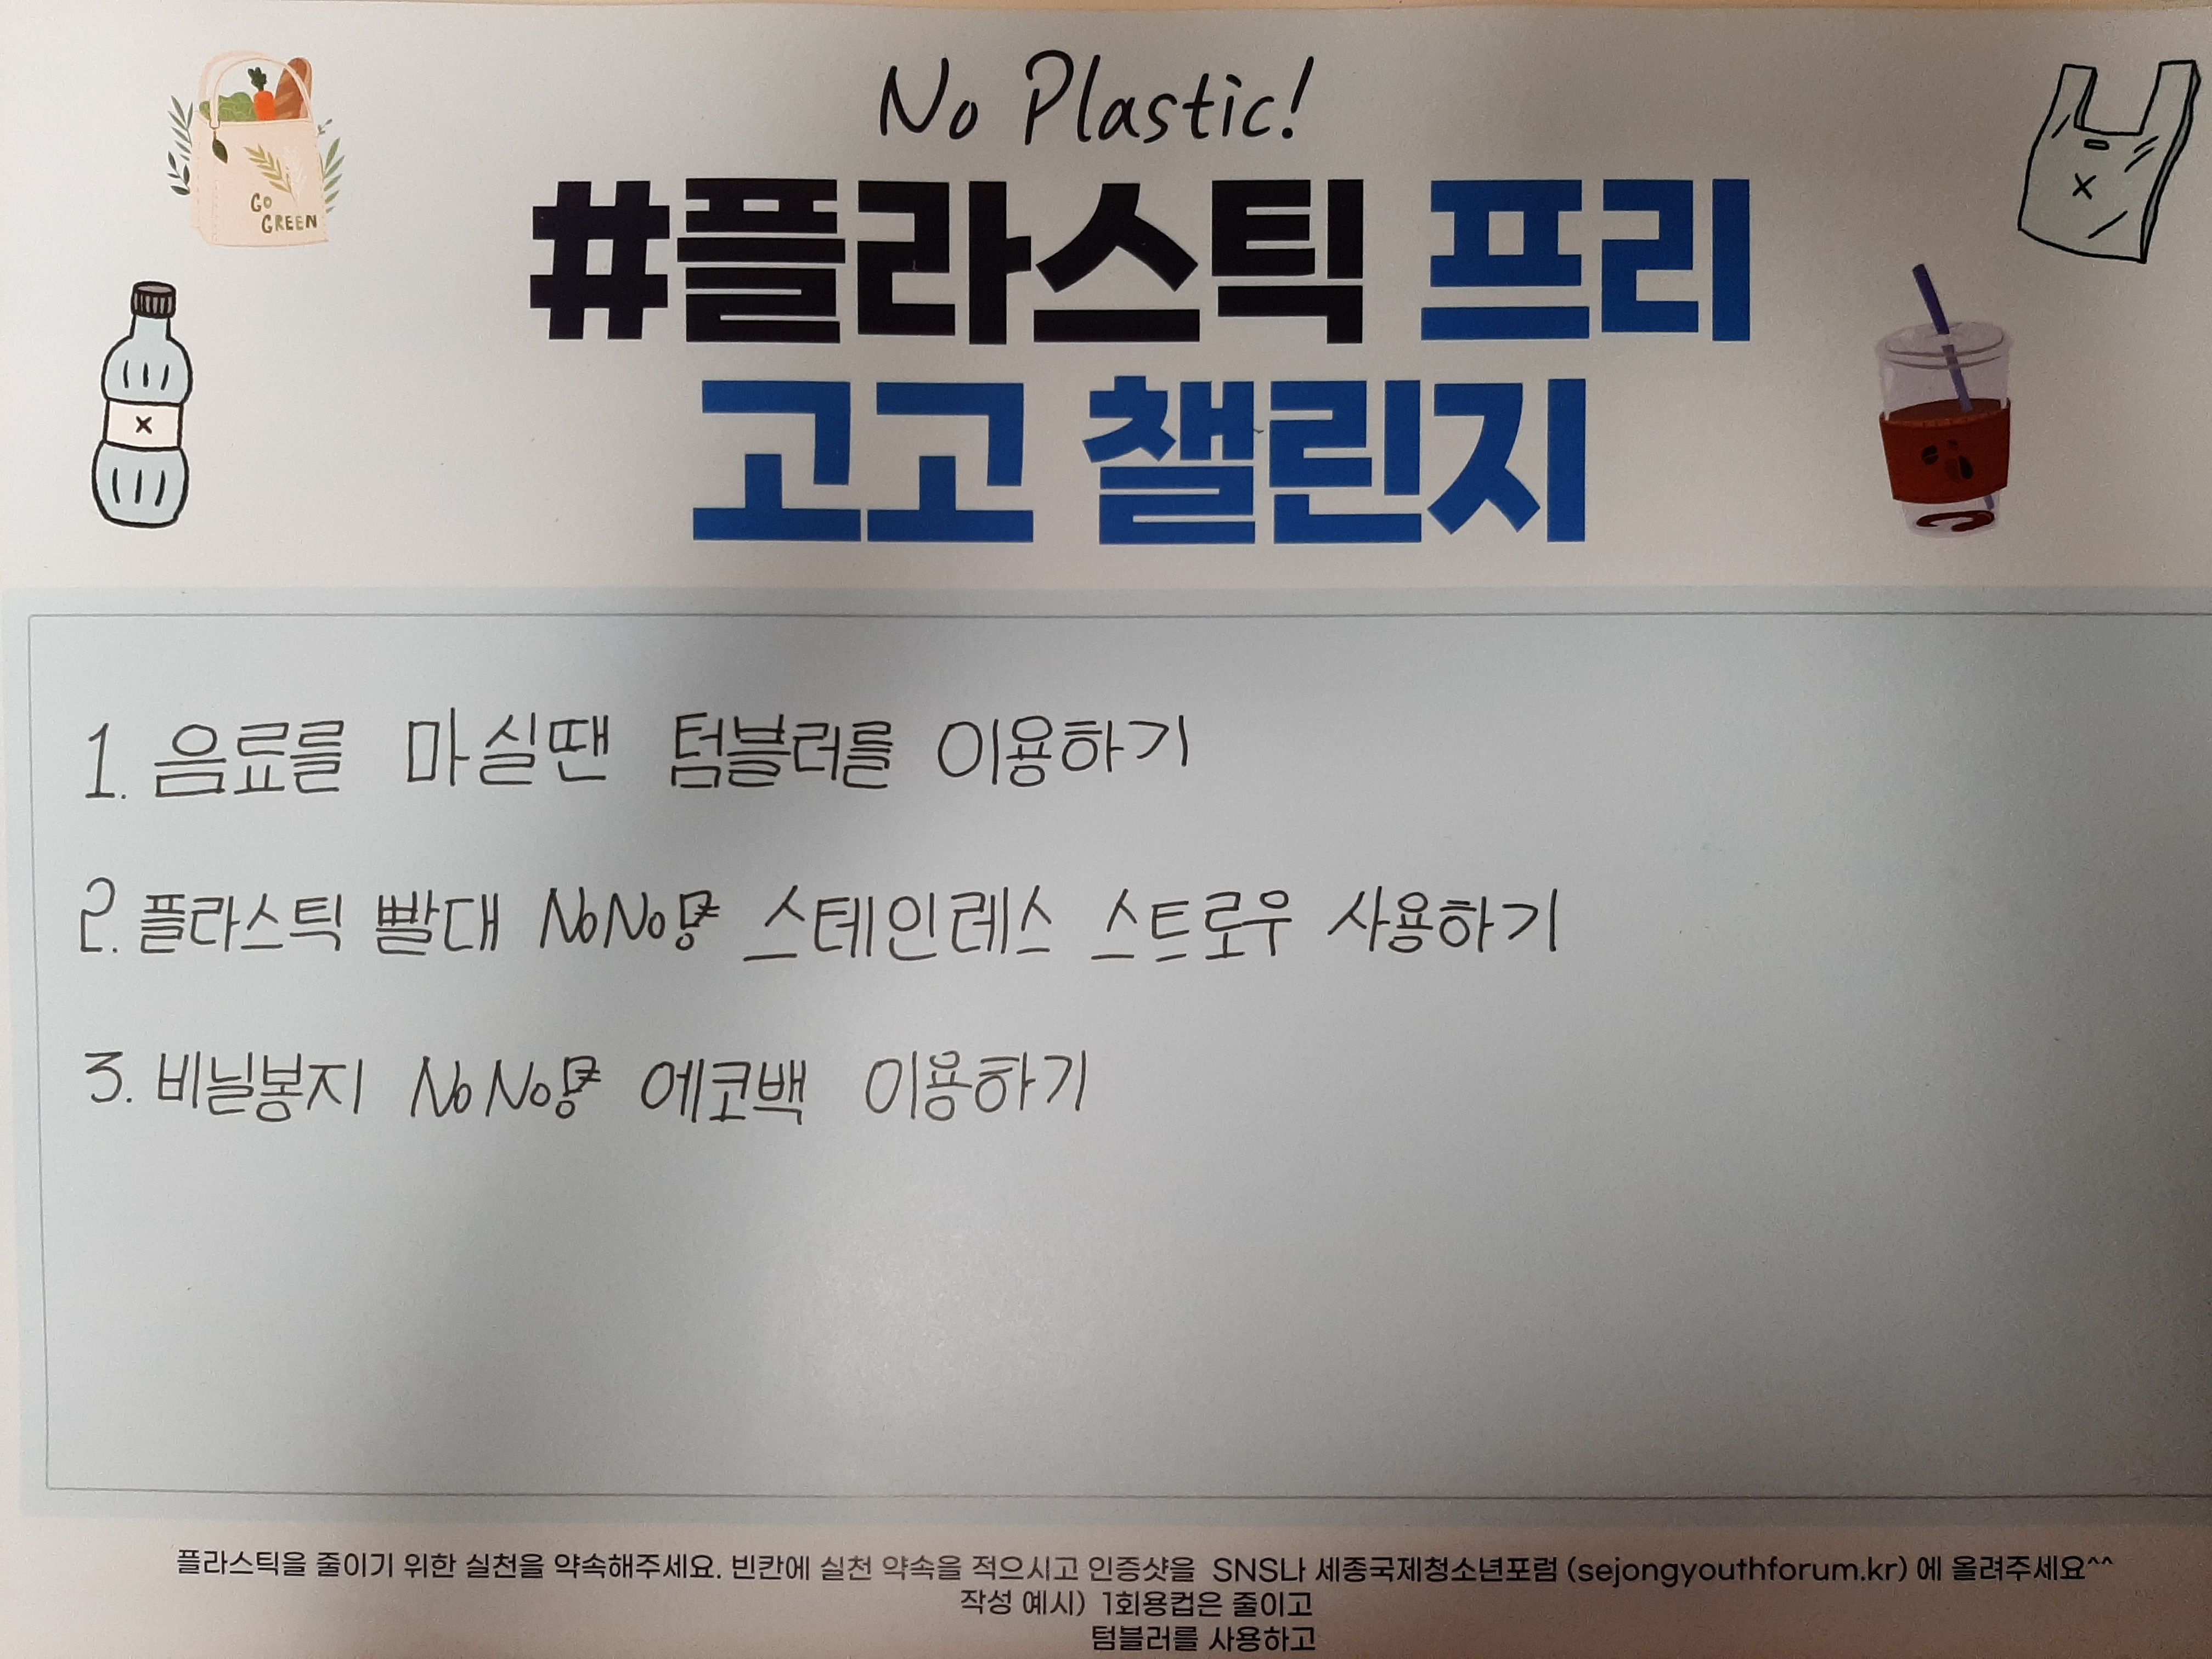 No Plastic!
GO
GREEN
#플라스틱 프리
고고 챌린지
1. 음료를 마실땐 텀블러를 이용하기
2. 플라스틱 빨대 NoNo 스테인레스 스트로우 사용하기
3. 비닐봉지 NoNo 에코백 이용하기
플라스틱을 줄이기 위한 실천을 약속해주세요. 빈칸에 실천 약속을 적으시고 인증샷을 SNS나 세종국제청소년포럼 (sejongyouthforum.kr) 에 올려주세요^^
작성 예시) 1회용컵은 줄이고
텀블러를 사용하고